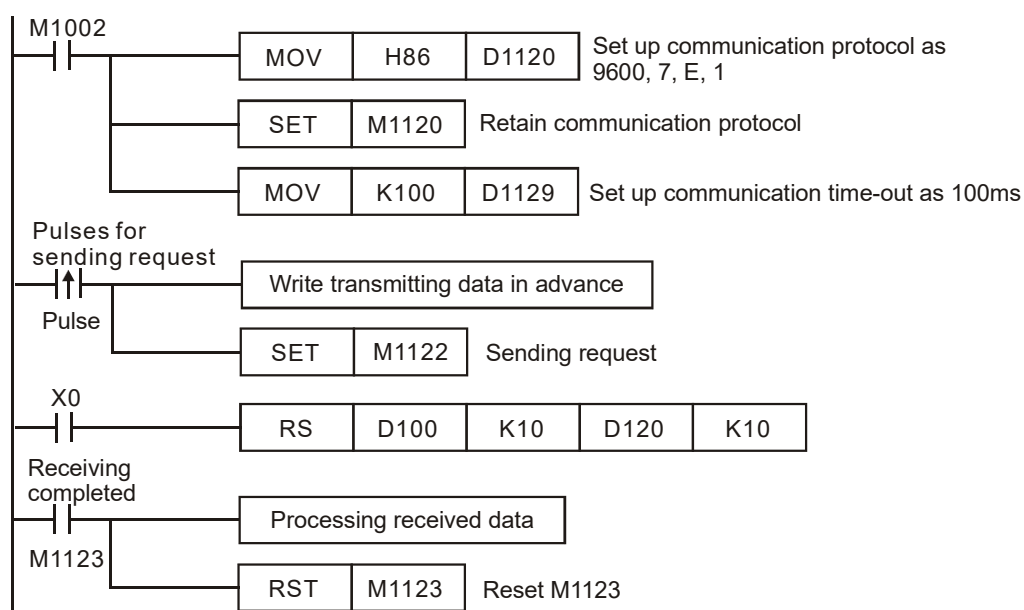 M1002
MOV H86 D1120 Set up communication protocol as
9600, 7, E, 1
SET M1120 Retain communication protocol
MOV K100 D1129 Set up communication time-out as 100ms
Pulses for
sending request
Pulse
Write transmitting data in advance
SET M1122 Sending request
X0
RS D100 K10 D120 K10
Receiving
completed
M1123
Processing received data
RST M1123 Reset M1123